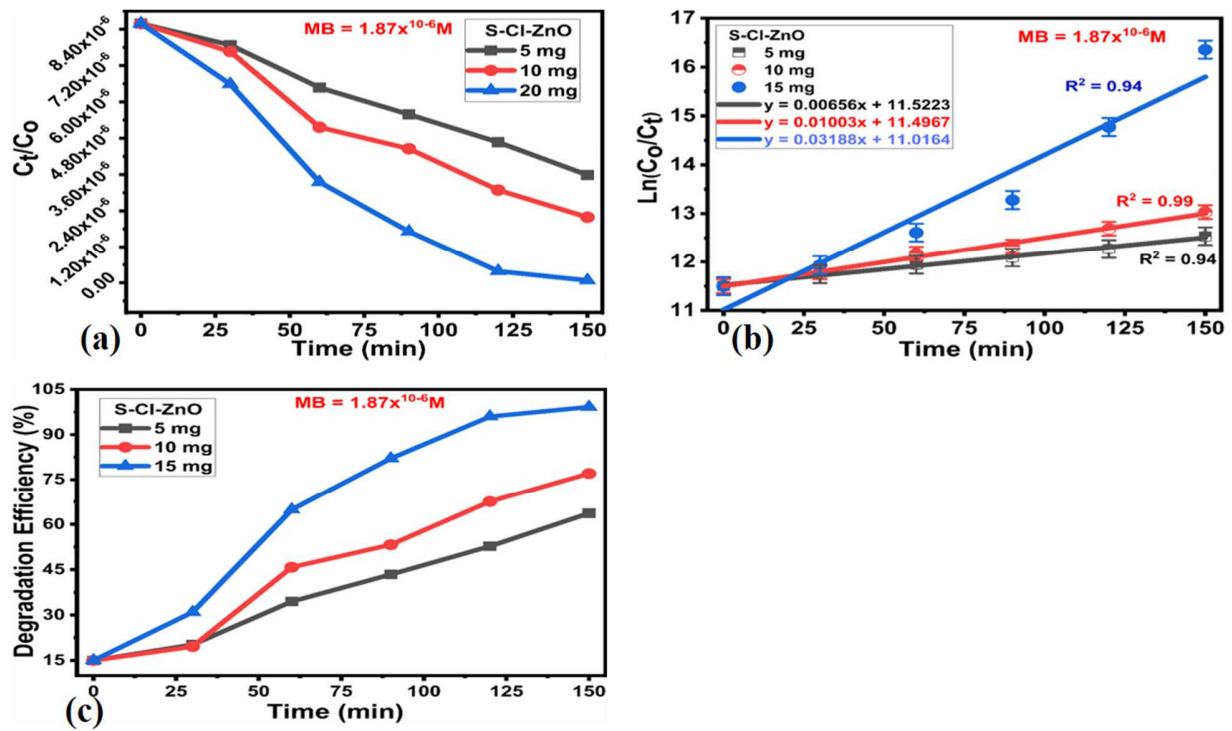 MB = 1.87x10-6M
S-Cl-ZnO
5 mg
10 mg
20 mg
8.40x10-6
7.20x10-6
6.00x10-6
4.80x10-6
3.60x10-6
2.40x10-6
1.20x10-6
0.00
Ct/Co
0 25 50 75 100 125 150
Time (min)
(a)
17
16
15
14
13
12
11
Ln(Co/Ct)
S-Cl-ZnO
MB = 1.87x10-6M
5 mg
10 mg
15 mg
y = 0.00656x + 11.5223
y = 0.01003x + 11.4967
y = 0.03188x + 11.0164
R2 = 0.94
R2 = 0.99
R2 = 0.94
0 25 50 75 100 125 150
Time (min)
(b)
105
90
75
60
45
30
15
Degradation Efficiency (%)
S-Cl-ZnO
MB = 1.87x10-6M
5 mg
10 mg
15 mg
0 25 50 75 100 125 150
Time (min)
(c)